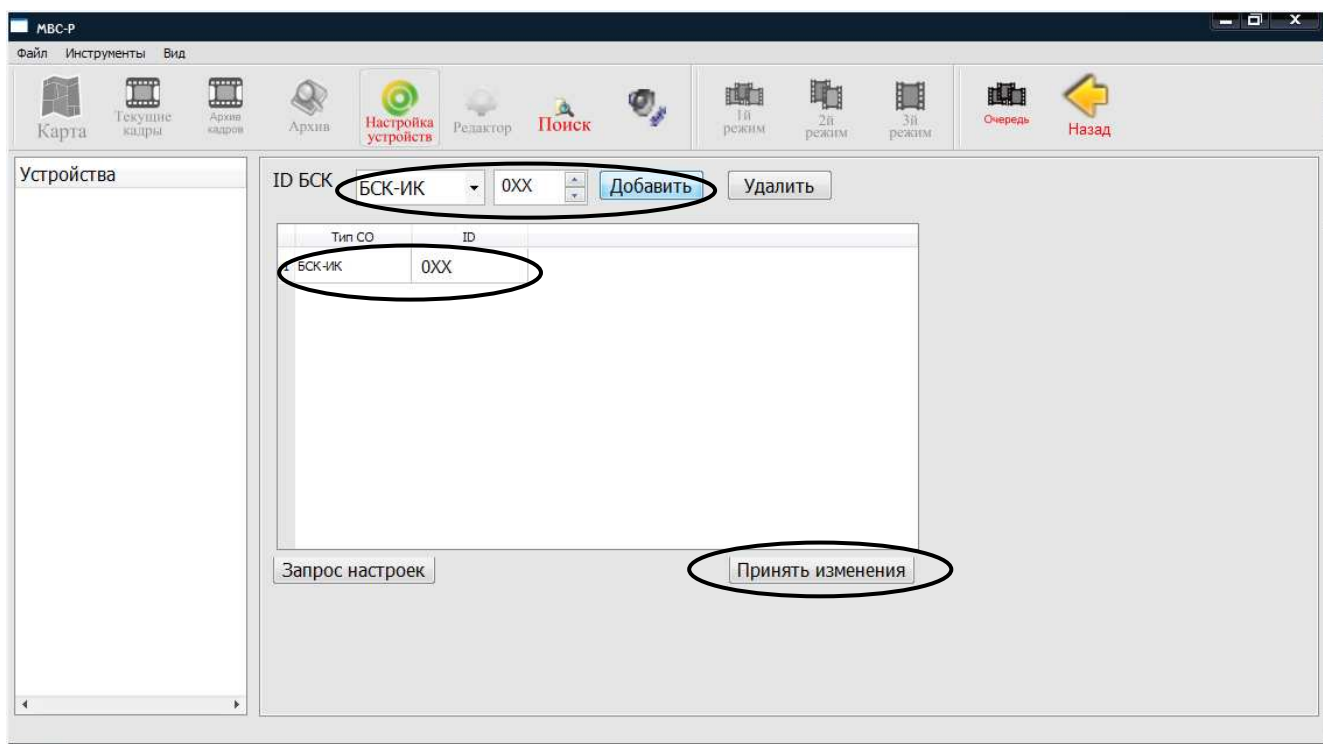 МВС-Р
Файл Инструменты Вид
Карта
Текущие
кадры
Архив
кадров
Архив
Настройка
устройств
Редактор
Поиск
1й
режим
2й
режим
3й
режим
Очередь
Назад
Устройства
ID БСК БСК-ИК 0XX Добавить Удалить
Тип СО ID
1 БСК-ИК 0XX
Запрос настроек Принять изменения